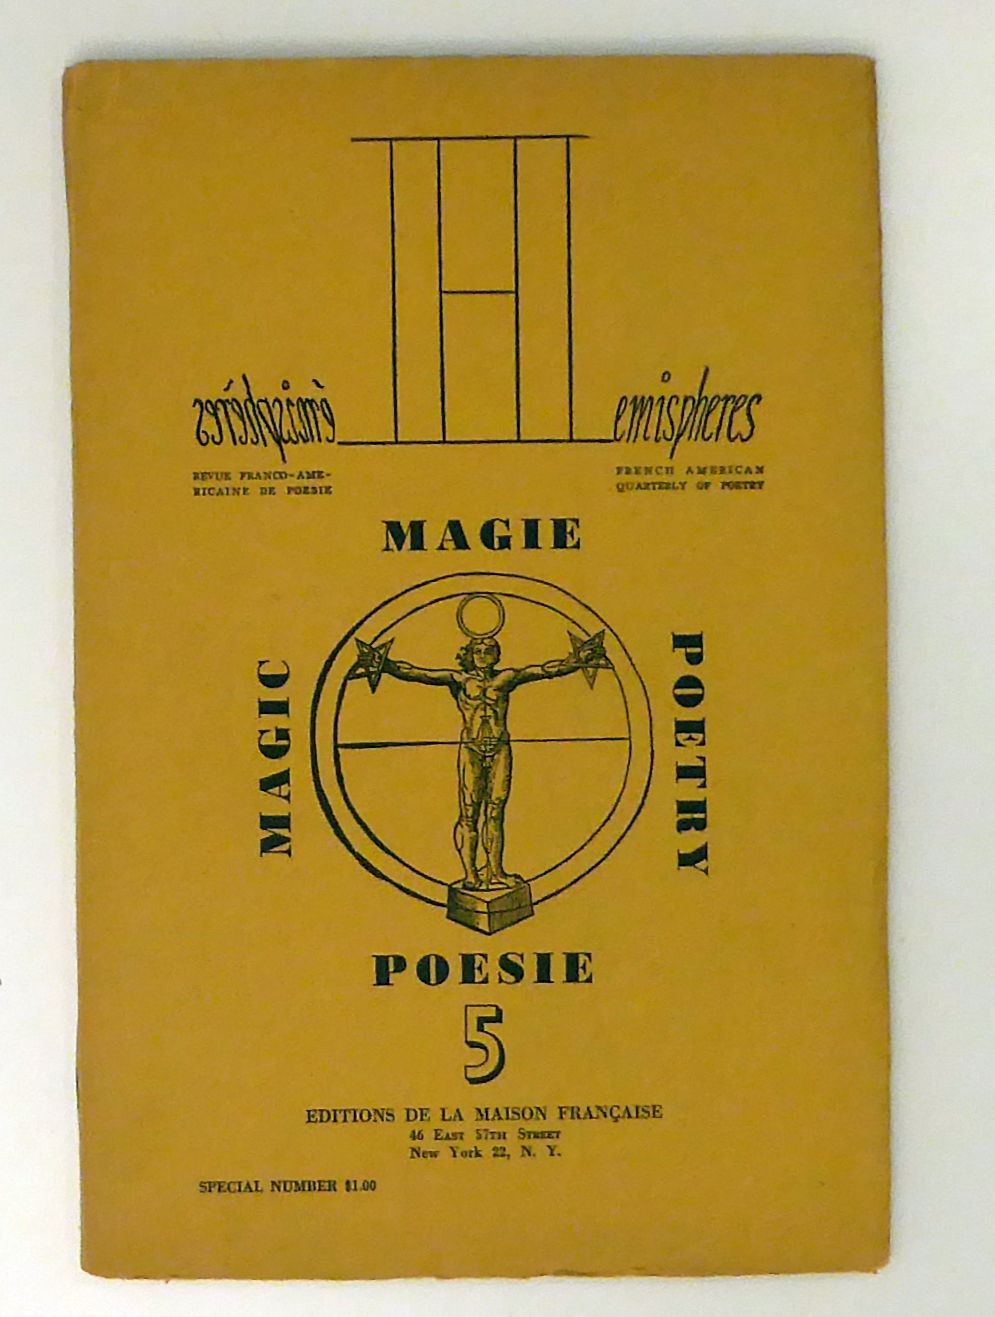 H
émisphères
emispheres
REVUE FRANCO-AME-
RICAINE DE POESIE
FRENCH AMERICAN
QUARTERLY OF POETRY
MAGIE
MAGIC
POETRY
POESIE
5
EDITIONS DE LA MAISON FRANÇAISE
46 EAST 57TH STREET
New York 22, N. Y.
SPECIAL NUMBER $1.00